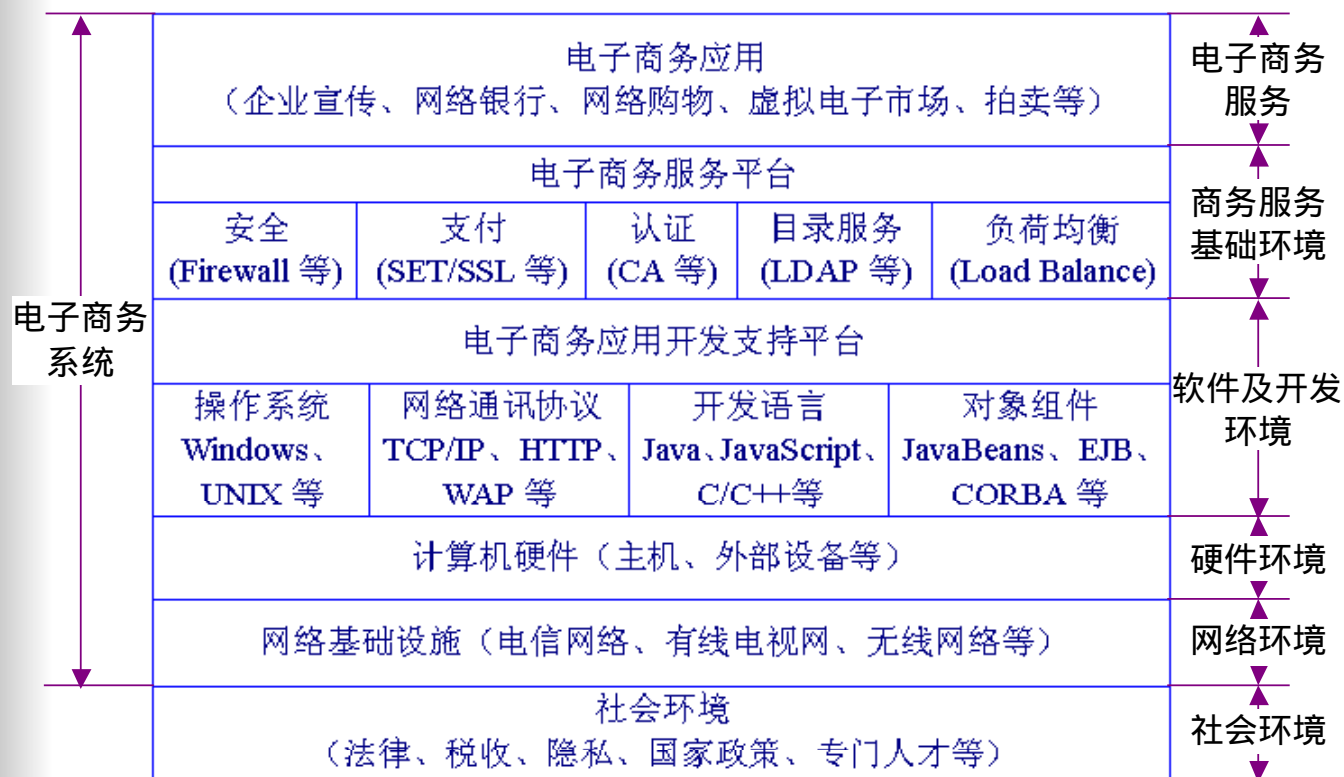 电子商务应用
（企业宣传、网络银行、网络购物、虚拟电子市场、拍卖等）
电子商务
服务
电子商务服务平台
安全
(Firewall 等)
支付
(SET/SSL 等)
认证
(CA 等)
目录服务
(LDAP 等)
负荷均衡
(Load Balance)
商务服务
基础环境
电子商务
系统
电子商务应用开发支持平台
操作系统
Windows、
UNIX 等
网络通讯协议
TCP/IP、HTTP、
WAP 等
开发语言
Java、JavaScript、
C/C++等
对象组件
JavaBeans、EJB、
CORBA 等
软件及开发
环境
计算机硬件（主机、外部设备等）
硬件环境
网络基础设施（电信网络、有线电视网、无线网络等）
网络环境
社会环境
（法律、税收、隐私、国家政策、专门人才等）
社会环境